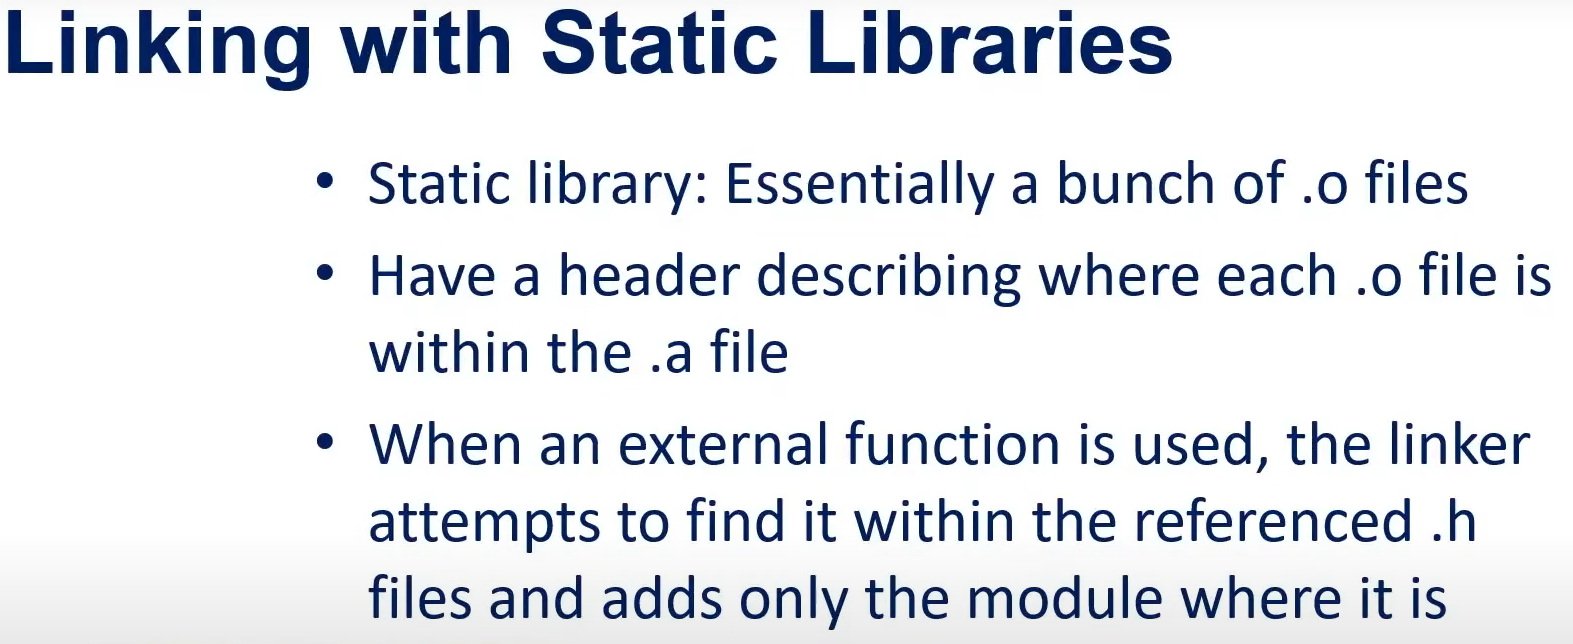 Linking with Static Libraries
• Static library: Essentially a bunch of .o files
• Have a header describing where each .o file is
within the .a file
• When an external function is used, the linker
attempts to find it within the referenced .h
files and adds only the module where it is